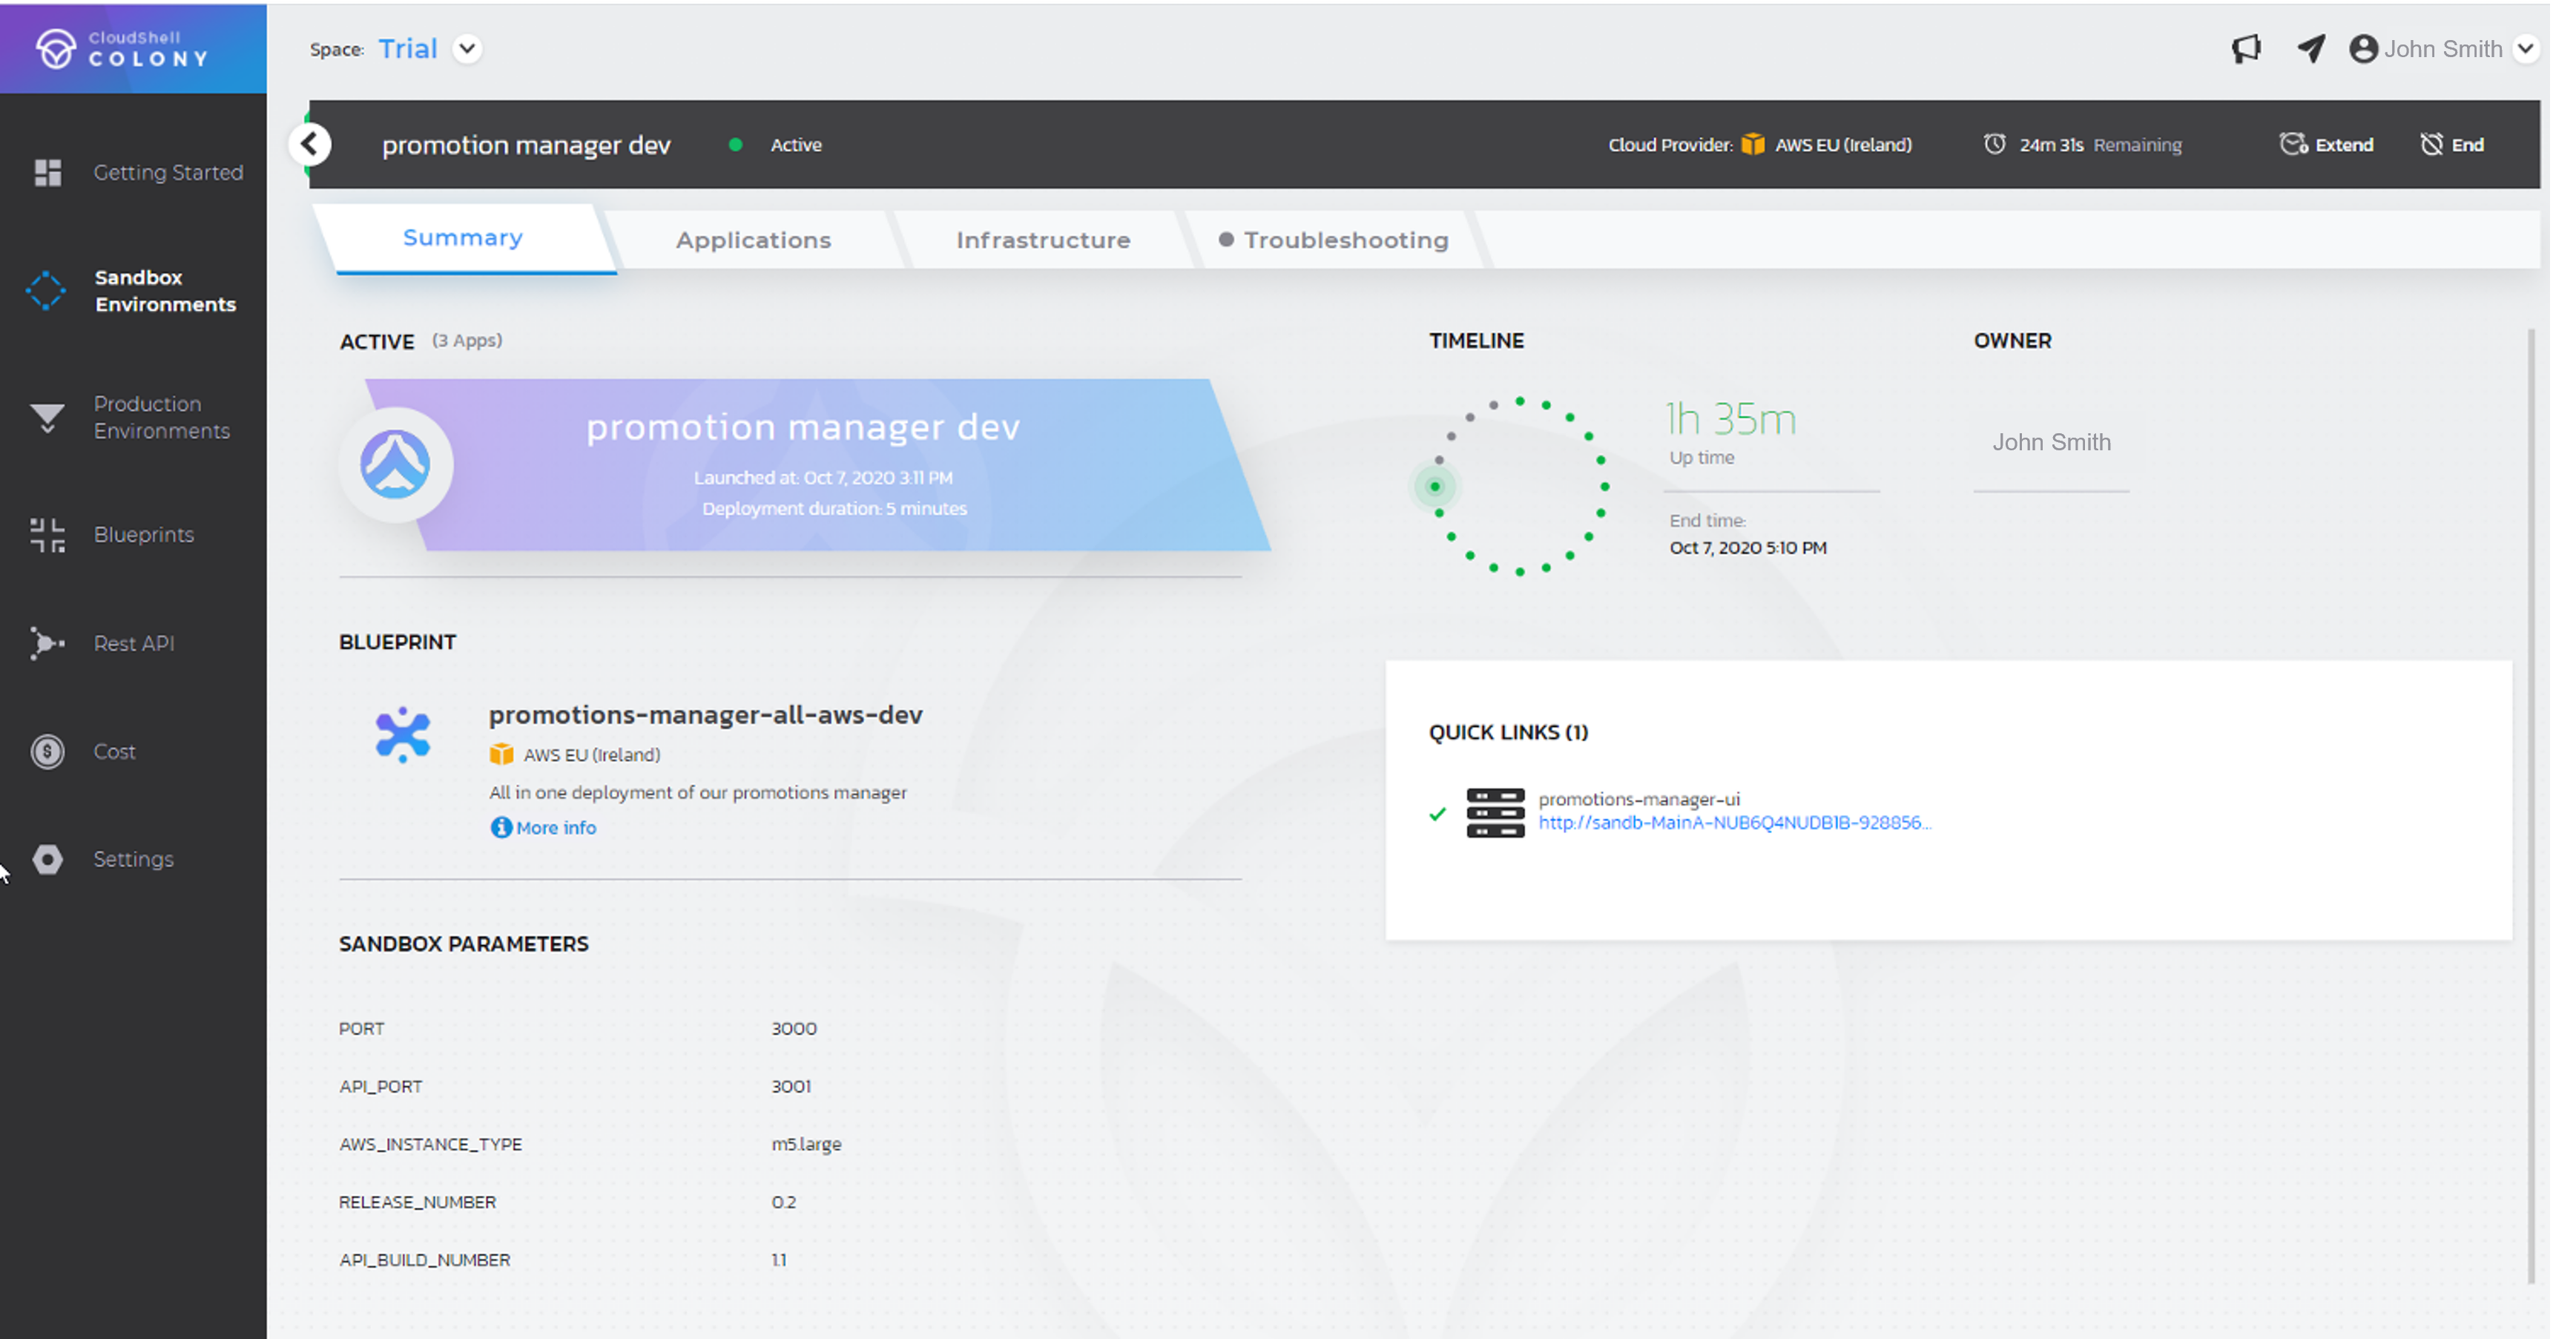 CloudShell
COLONY
Space: Trial
John Smith
promotion manager dev
Active
Cloud Provider: AWS EU (Ireland)
24m 31s Remaining
Extend
End
Getting Started
Sandbox
Environments
Production
Environments
Blueprints
Rest API
Cost
Settings
Summary
Applications
Infrastructure
Troubleshooting
ACTIVE (3 Apps)
promotion manager dev
Launched at: Oct 7, 2020 3:11 PM
Deployment duration: 5 minutes
TIMELINE
1h 35m
Up time
End time:
Oct 7, 2020 5:10 PM
OWNER
John Smith
BLUEPRINT
promotions-manager-all-aws-dev
AWS EU (Ireland)
All in one deployment of our promotions manager
More info
QUICK LINKS (1)
promotions-manager-ui
http://sandb-MainA-NUB6Q4NUDB1B-928856...
SANDBOX PARAMETERS
PORT 3000
API_PORT 3001
AWS_INSTANCE_TYPE m5.large
RELEASE_NUMBER 0.2
API_BUILD_NUMBER 1.1